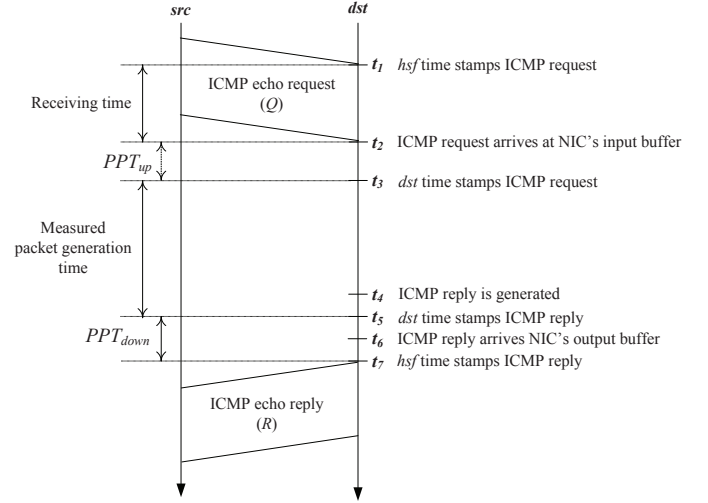 src
dst
t1 hsf time stamps ICMP request
ICMP echo request
(Q)
Receiving time
t2 ICMP request arrives at NIC's input buffer
PPTup
t3 dst time stamps ICMP request
Measured
packet generation
time
t4 ICMP reply is generated
t5 dst time stamps ICMP reply
PPTdown
t6 ICMP reply arrives NIC's output buffer
t7 hsf time stamps ICMP reply
ICMP echo reply
(R)